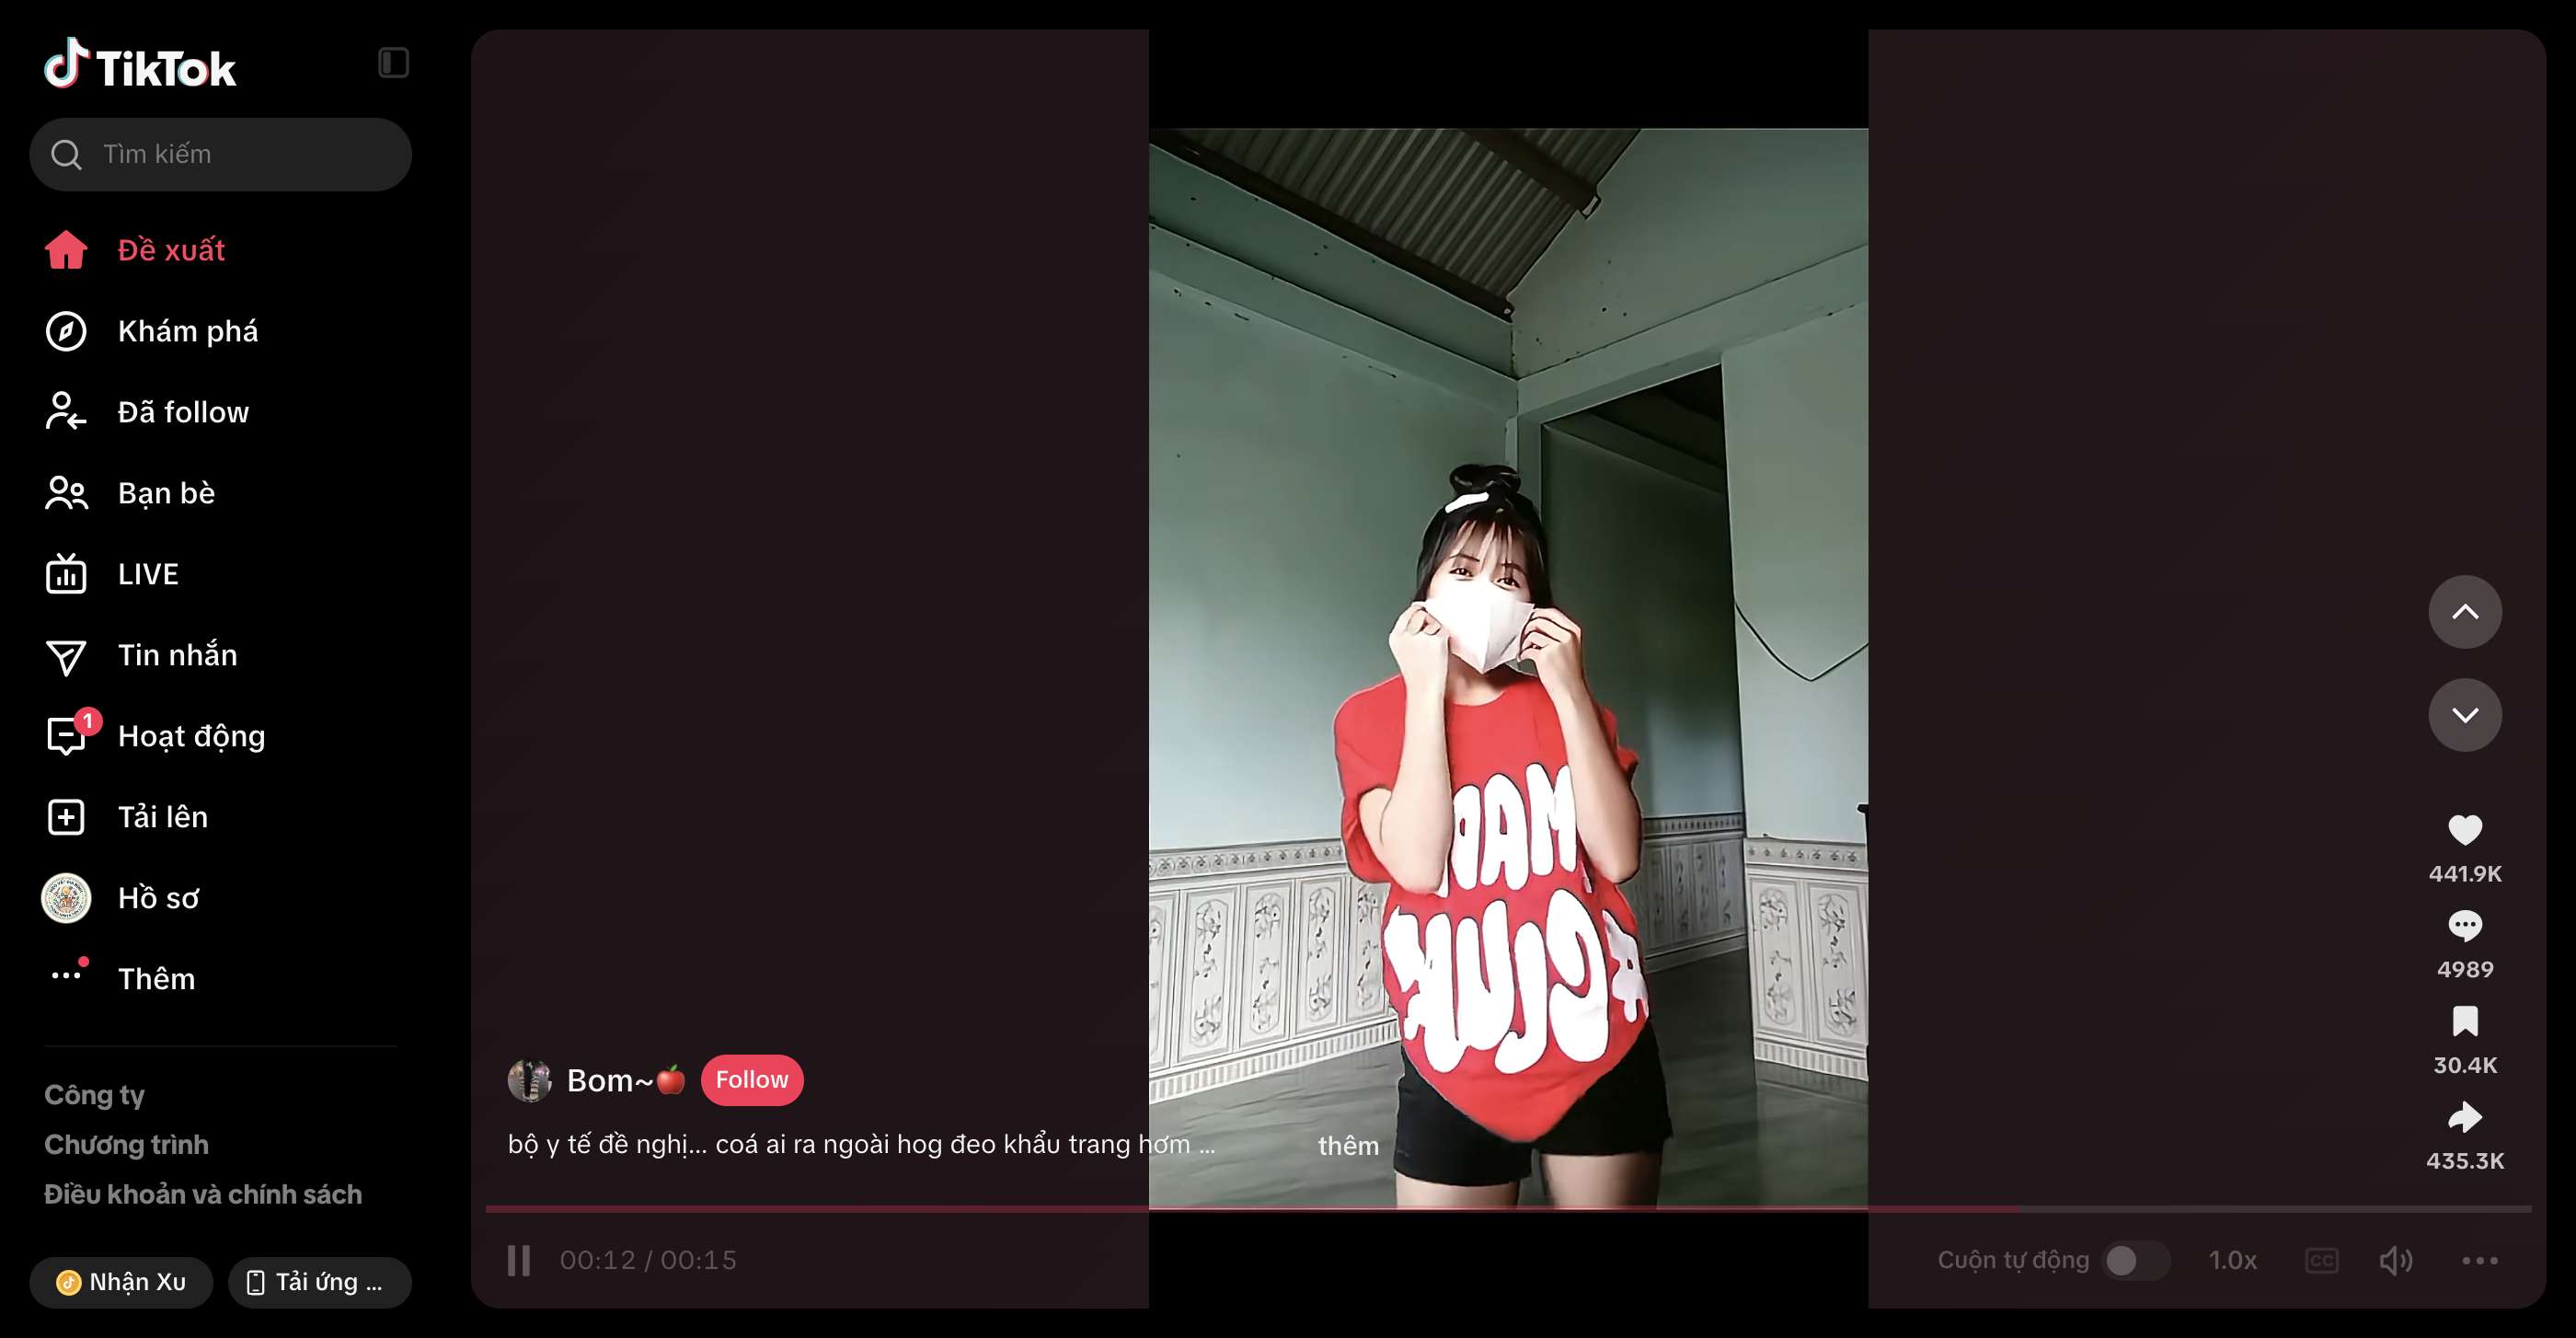 TikTok
Tìm kiếm
Đề xuất
Khám phá
Đã follow
Bạn bè
LIVE
Tin nhắn
1
Hoạt động
Tải lên
Hồ sơ
Thêm
Công ty
Chương trình
Điều khoản và chính sách
Nhận Xu
Tải ứng ...
Bom~🍎 Follow
bộ y tế đề nghị... coá ai ra ngoài hog đeo khẩu trang hơm ... thêm
00:12 / 00:15
441.9K
4989
30.4K
435.3K
Cuộn tự động
1.0x
CC